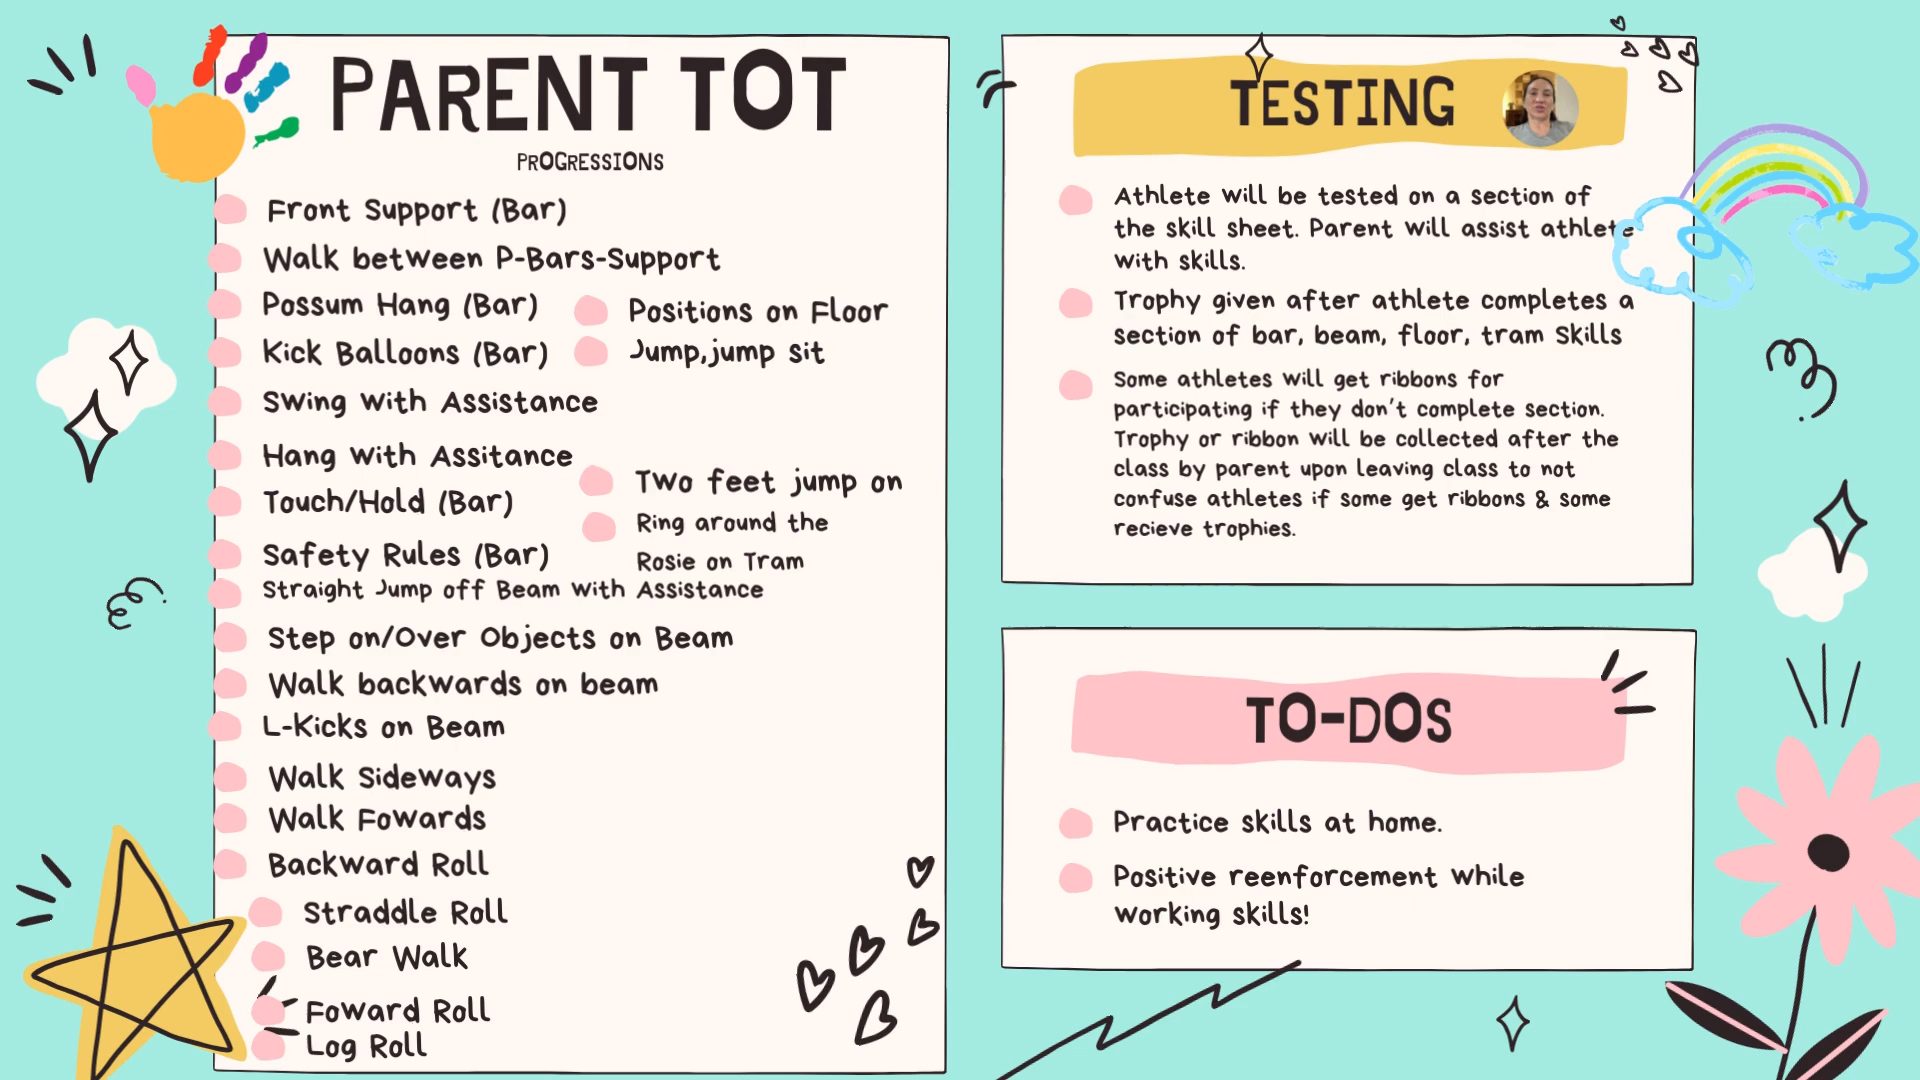 PARENT TOT
PROGRESSIONS
Front Support (Bar)
Walk between P-Bars-Support
Possum Hang (Bar)
Kick Balloons (Bar)
Swing with Assistance
Hang with Assitance
Touch/Hold (Bar)
Safety Rules (Bar)
Straight Jump off Beam with Assistance
Step on/Over Objects on Beam
Walk backwards on beam
L-Kicks on Beam
Walk Sideways
Walk Fowards
Backward Roll
Straddle Roll
Bear Walk
Foward Roll
Log Roll
Positions on Floor
Jump,jump sit
Two feet jump on
Ring around the
Rosie on Tram
TESTING
Athlete will be tested on a section of
the skill sheet. Parent will assist athlete
with skills.
Trophy given after athlete completes a
section of bar, beam, floor, tram Skills
Some athletes will get ribbons for
participating if they don't complete section.
Trophy or ribbon will be collected after the
class by parent upon leaving class to not
confuse athletes if some get ribbons & some
recieve trophies.
TO-DOS
Practice skills at home.
Positive reenforcement while
working skills!